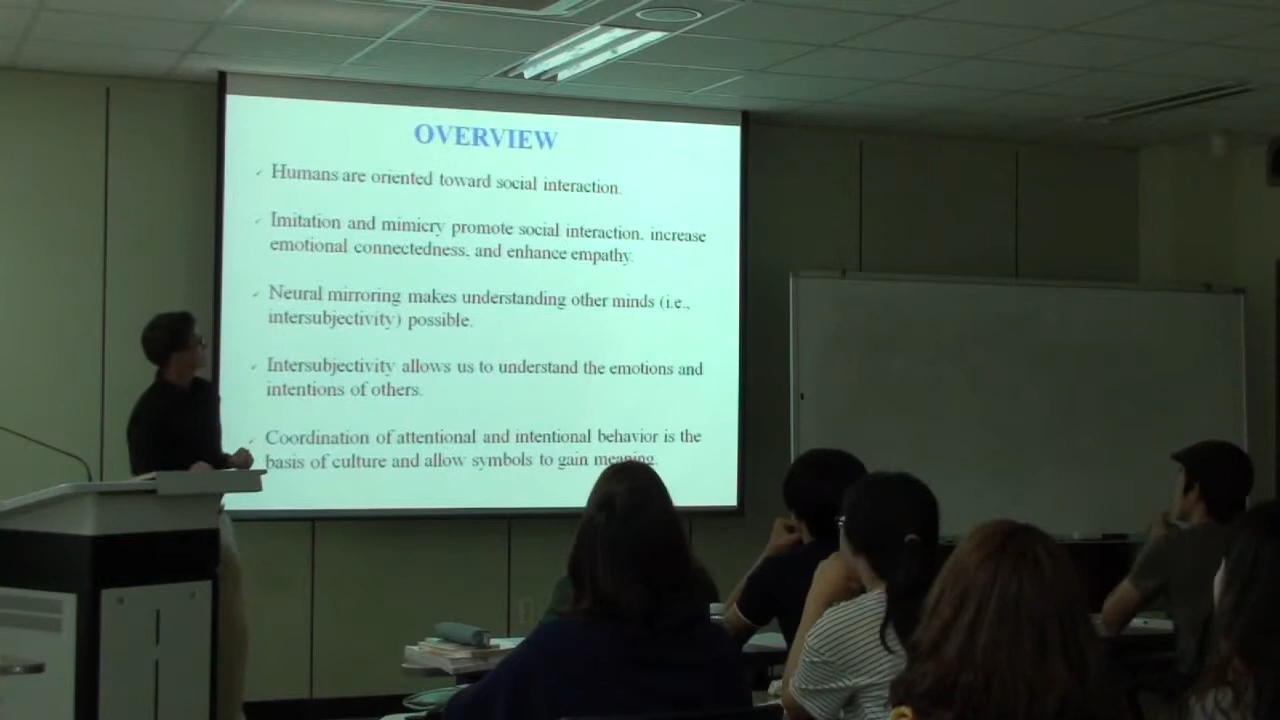 OVERVIEW
Humans are oriented toward social interaction.
Imitation and mimicry promote social interaction, increase
emotional connectedness, and enhance empathy.
Neural mirroring makes understanding other minds (i.e.,
intersubjectivity) possible.
Intersubjectivity allows us to understand the emotions and
intentions of others.
Coordination of attentional and intentional behavior is the
basis of culture and allow symbols to gain meaning.